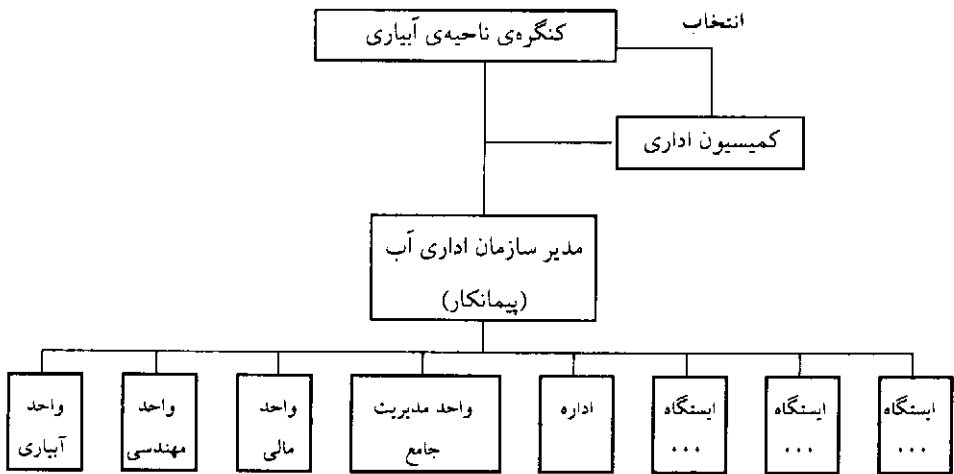 انتخاب
کنگره‌ی ناحیه‌ی آبیاری
کمیسیون اداری
مدیر سازمان اداری آب
(پیمانکار)
ایستگاه
...
ایستگاه
...
ایستگاه
...
اداره
واحد مدیریت
جامع
واحد
مالی
واحد
مهندسی
واحد
آبیاری